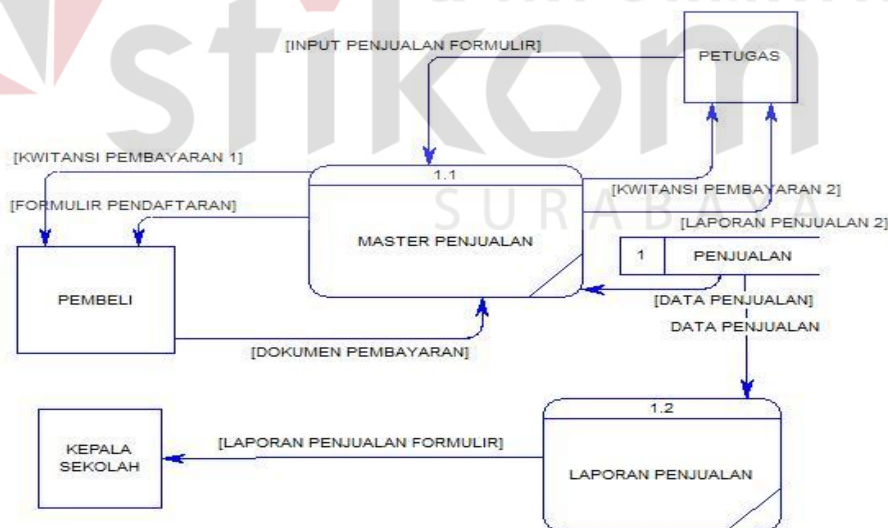 [INPUT PENJUALAN FORMULIR]
PETUGAS
stikom
SURABAYA
[KWITANSI PEMBAYARAN 1]
1.1
[KWITANSI PEMBAYARAN 2]
[FORMULIR PENDAFTARAN]
[LAPORAN PENJUALAN 2]
MASTER PENJUALAN
1
PENJUALAN
PEMBELI
[DATA PENJUALAN]
DATA PENJUALAN
[DOKUMEN PEMBAYARAN]
1.2
KEPALA
SEKOLAH
[LAPORAN PENJUALAN FORMULIR]
LAPORAN PENJUALAN